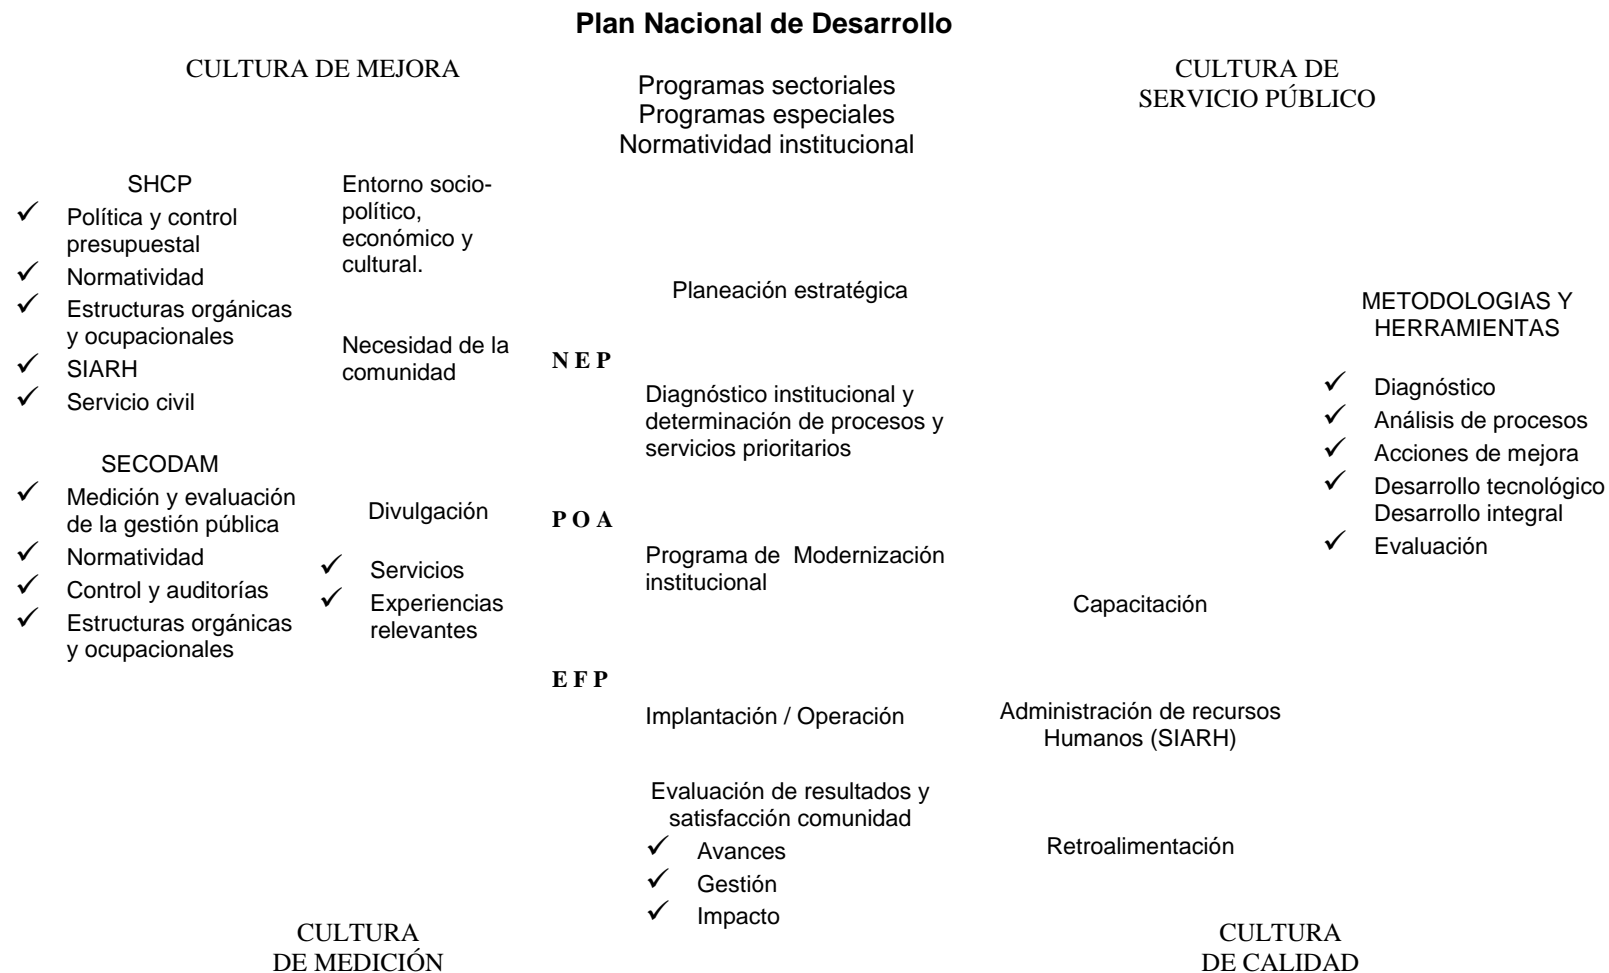 Plan Nacional de Desarrollo
CULTURA DE MEJORA
Programas sectoriales
Programas especiales
Normatividad institucional
CULTURA DE
SERVICIO PÚBLICO
SHCP
✓ Política y control
presupuestal
✓ Normatividad
✓ Estructuras orgánicas
y ocupacionales
✓ SIARH
✓ Servicio civil
SECODAM
✓ Medición y evaluación
de la gestión pública
✓ Normatividad
✓ Control y auditorías
✓ Estructuras orgánicas
y ocupacionales
Entorno socio-
político,
económico y
cultural.
Necesidad de la
comunidad
Divulgación
✓ Servicios
✓ Experiencias
relevantes
N E P
P O A
E F P
Planeación estratégica
Diagnóstico institucional y
determinación de procesos y
servicios prioritarios
Programa de Modernización
institucional
Implantación / Operación
Evaluación de resultados y
satisfacción comunidad
✓ Avances
✓ Gestión
✓ Impacto
Capacitación
Administración de recursos
Humanos (SIARH)
Retroalimentación
METODOLOGIAS Y
HERRAMIENTAS
✓ Diagnóstico
✓ Análisis de procesos
✓ Acciones de mejora
✓ Desarrollo tecnológico
Desarrollo integral
✓ Evaluación
CULTURA
DE MEDICIÓN
CULTURA
DE CALIDAD